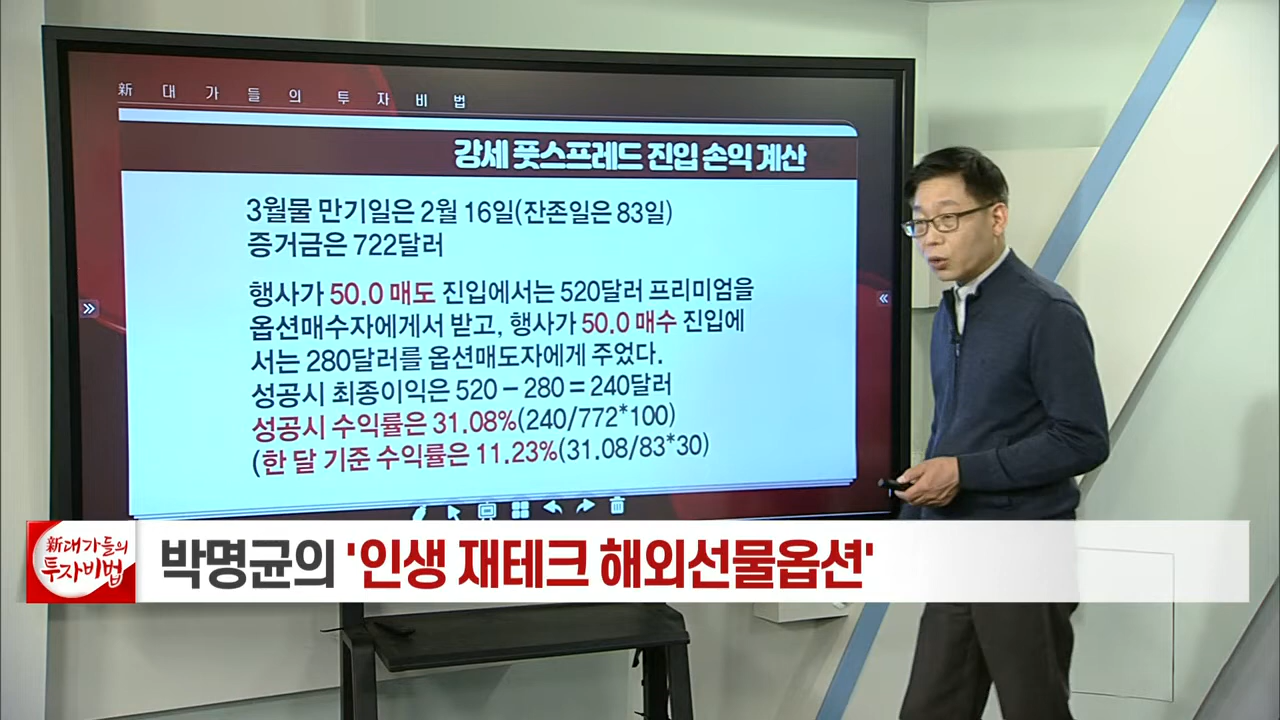 新 대 가 들 의 투 자 비 법
강세 풋스프레드 진입 손익 계산
3월물 만기일은 2월 16일(잔존일은 83일)
증거금은 722달러
행사가 50.0 매도 진입에서는 520달러 프리미엄을
옵션매수자에게서 받고, 행사가 50.0 매수 진입에
서는 280달러를 옵션매도자에게 주었다.
성공시 최종이익은 520 – 280 = 240달러
성공시 수익률은 31.08%(240/772*100)
(한 달 기준 수익률은 11.23%(31.08/83*30)
新대가들의
투자비법
박명균의 '인생 재테크 해외선물옵션'